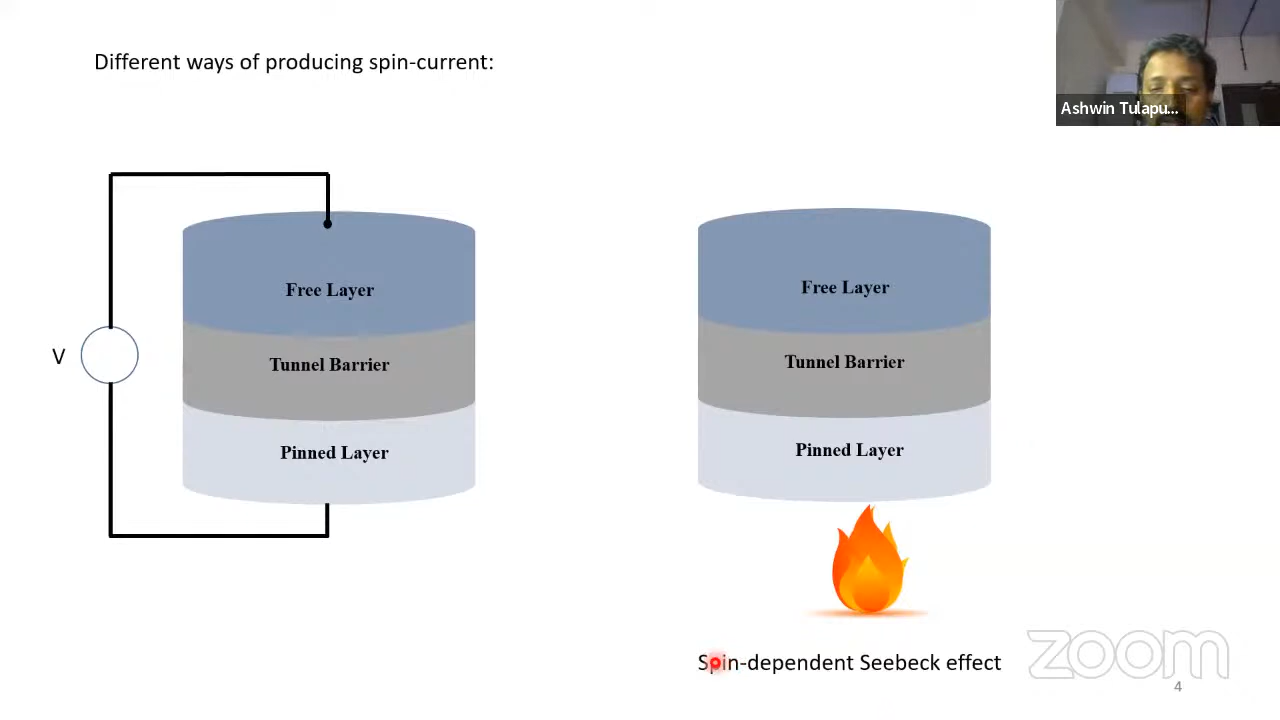 Different ways of producing spin-current:
Ashwin Tulapu...
V
Free Layer
Tunnel Barrier
Pinned Layer
Free Layer
Tunnel Barrier
Pinned Layer
Spin-dependent Seebeck effect
zoom
4